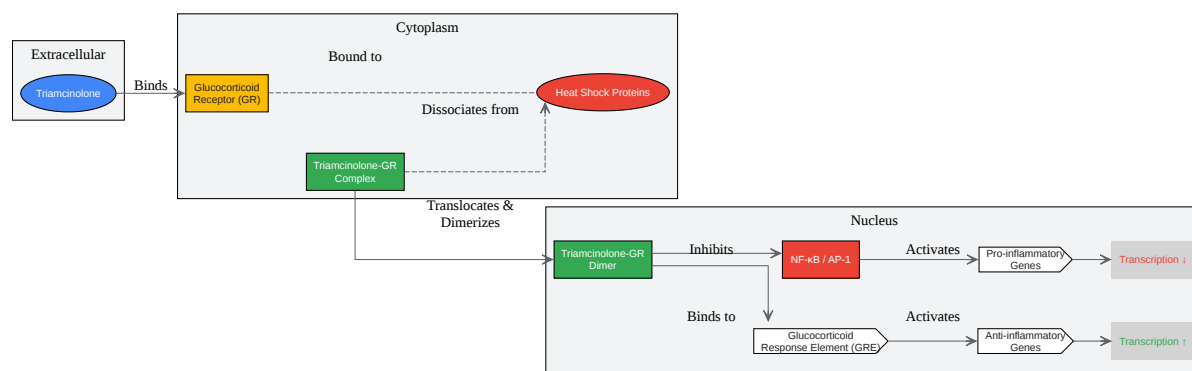 Cytoplasm
Extracellular
Bound to
Triamcinolone
Binds
Glucocorticoid
Receptor (GR)
Heat Shock Proteins
Dissociates from
Triamcinolone-GR
Complex
Translocates &
Dimerizes
Nucleus
Triamcinolone-GR
Dimer
Inhibits
NF-κB / AP-1
Activates
Pro-inflammatory
Genes
Transcription ↓
Binds to
Glucocorticoid
Response Element (GRE)
Activates
Anti-inflammatory
Genes
Transcription ↑